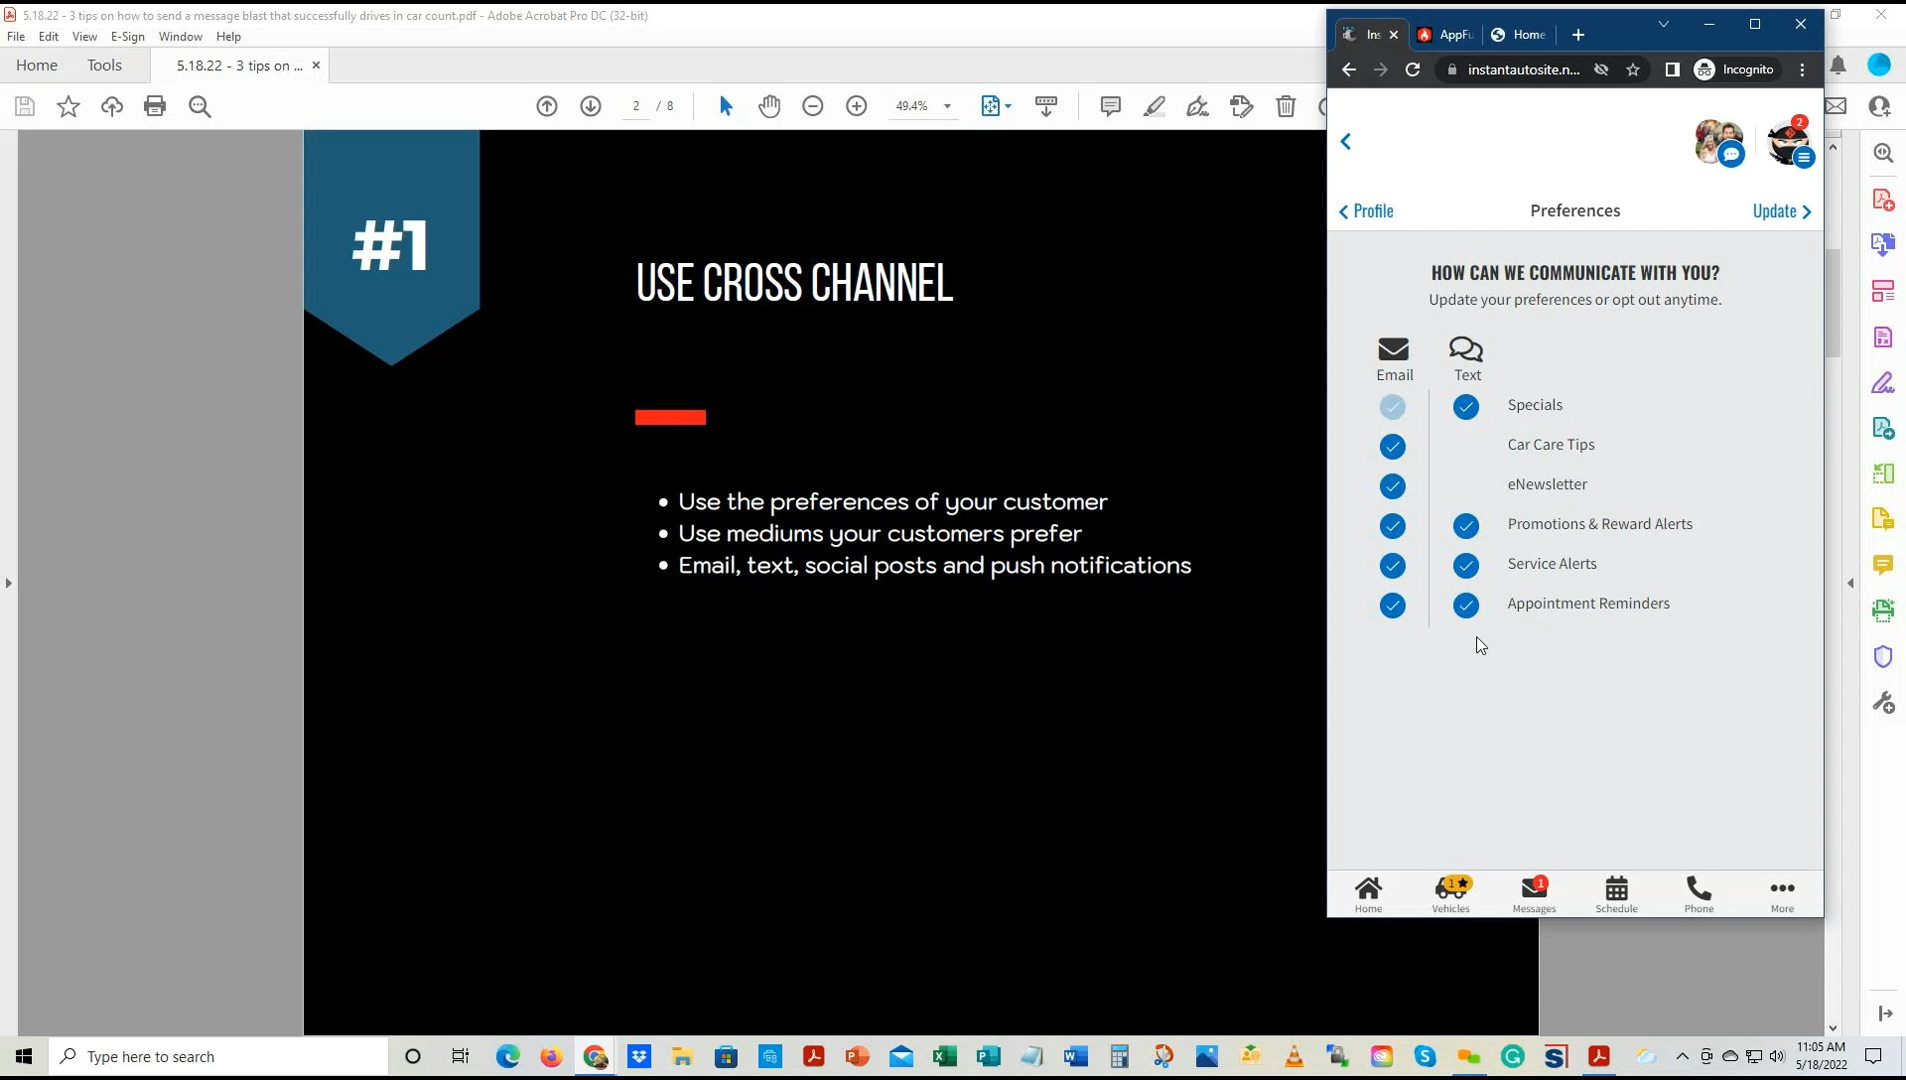 5.18.22 - 3 tips on how to send a message blast that successfully drives in car count.pdf - Adobe Acrobat Pro DC (32-bit)
File Edit View E-Sign Window Help
Home Tools 5.18.22 - 3 tips on ... ×
2 / 8 49.4%
#1
USE CROSS CHANNEL
• Use the preferences of your customer
• Use mediums your customers prefer
• Email, text, social posts and push notifications
Ins AppFu Home
instantautosite.n... Incognito
2
Profile Preferences Update
HOW CAN WE COMMUNICATE WITH YOU?
Update your preferences or opt out anytime.
Email Text
Specials
Car Care Tips
eNewsletter
Promotions & Reward Alerts
Service Alerts
Appointment Reminders
1 1
Home Vehicles Messages Schedule Phone More
Type here to search
11:05 AM
5/18/2022